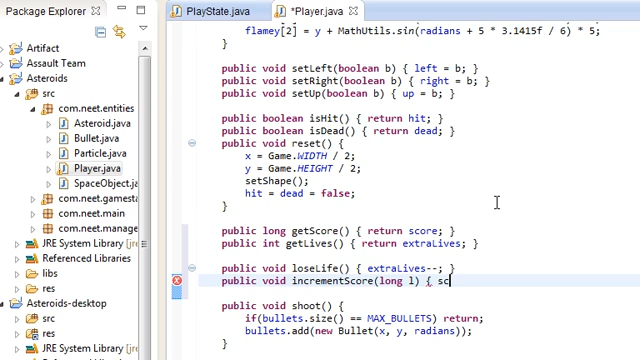 Package Explorer
PlayState.java
*Player.java
Artifact
Assault Team
Asteroids
src
com.neet.entities
Asteroid.java
Bullet.java
Particle.java
Player.java
SpaceObject.java
com.neet.gamesta
com.neet.main
com.neet.manage
JRE System Library
Referenced Libraries
libs
res
Asteroids-desktop
src
res
JRE System Library
flamey[2] = y + MathUtils.sin(radians + 5 * 3.1415f / 6) * 5;
}
public void setLeft(boolean b) { left = b; }
public void setRight(boolean b) { right = b; }
public void setUp(boolean b) { up = b; }
public boolean isHit() { return hit; }
public boolean isDead() { return dead; }
public void reset() {
x = Game.WIDTH / 2;
y = Game.HEIGHT / 2;
setShape();
hit = dead = false;
}
public long getScore() { return score; }
public int getLives() { return extraLives; }
public void loseLife() { extraLives--; }
public void incrementScore(long l) { sc
public void shoot() {
if(bullets.size() == MAX_BULLETS) return;
bullets.add(new Bullet(x, y, radians));
}